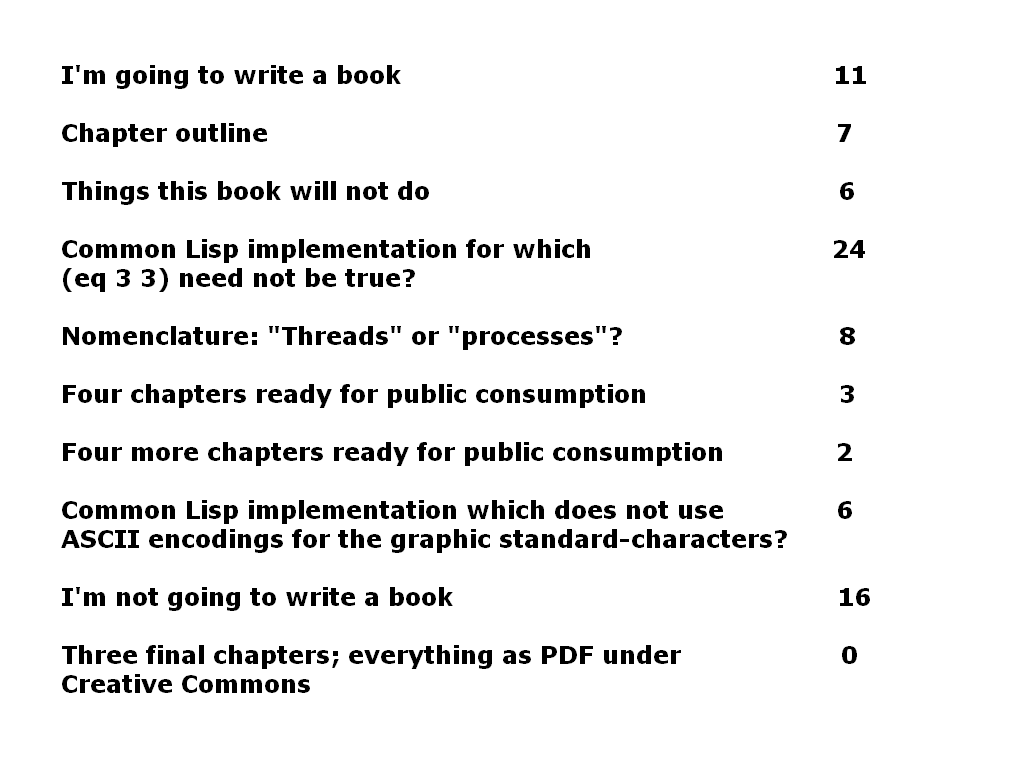 I'm going to write a book 11
Chapter outline 7
Things this book will not do 6
Common Lisp implementation for which 24
(eq 3 3) need not be true?
Nomenclature: "Threads" or "processes"? 8
Four chapters ready for public consumption 3
Four more chapters ready for public consumption 2
Common Lisp implementation which does not use 6
ASCII encodings for the graphic standard-characters?
I'm not going to write a book 16
Three final chapters; everything as PDF under 0
Creative Commons